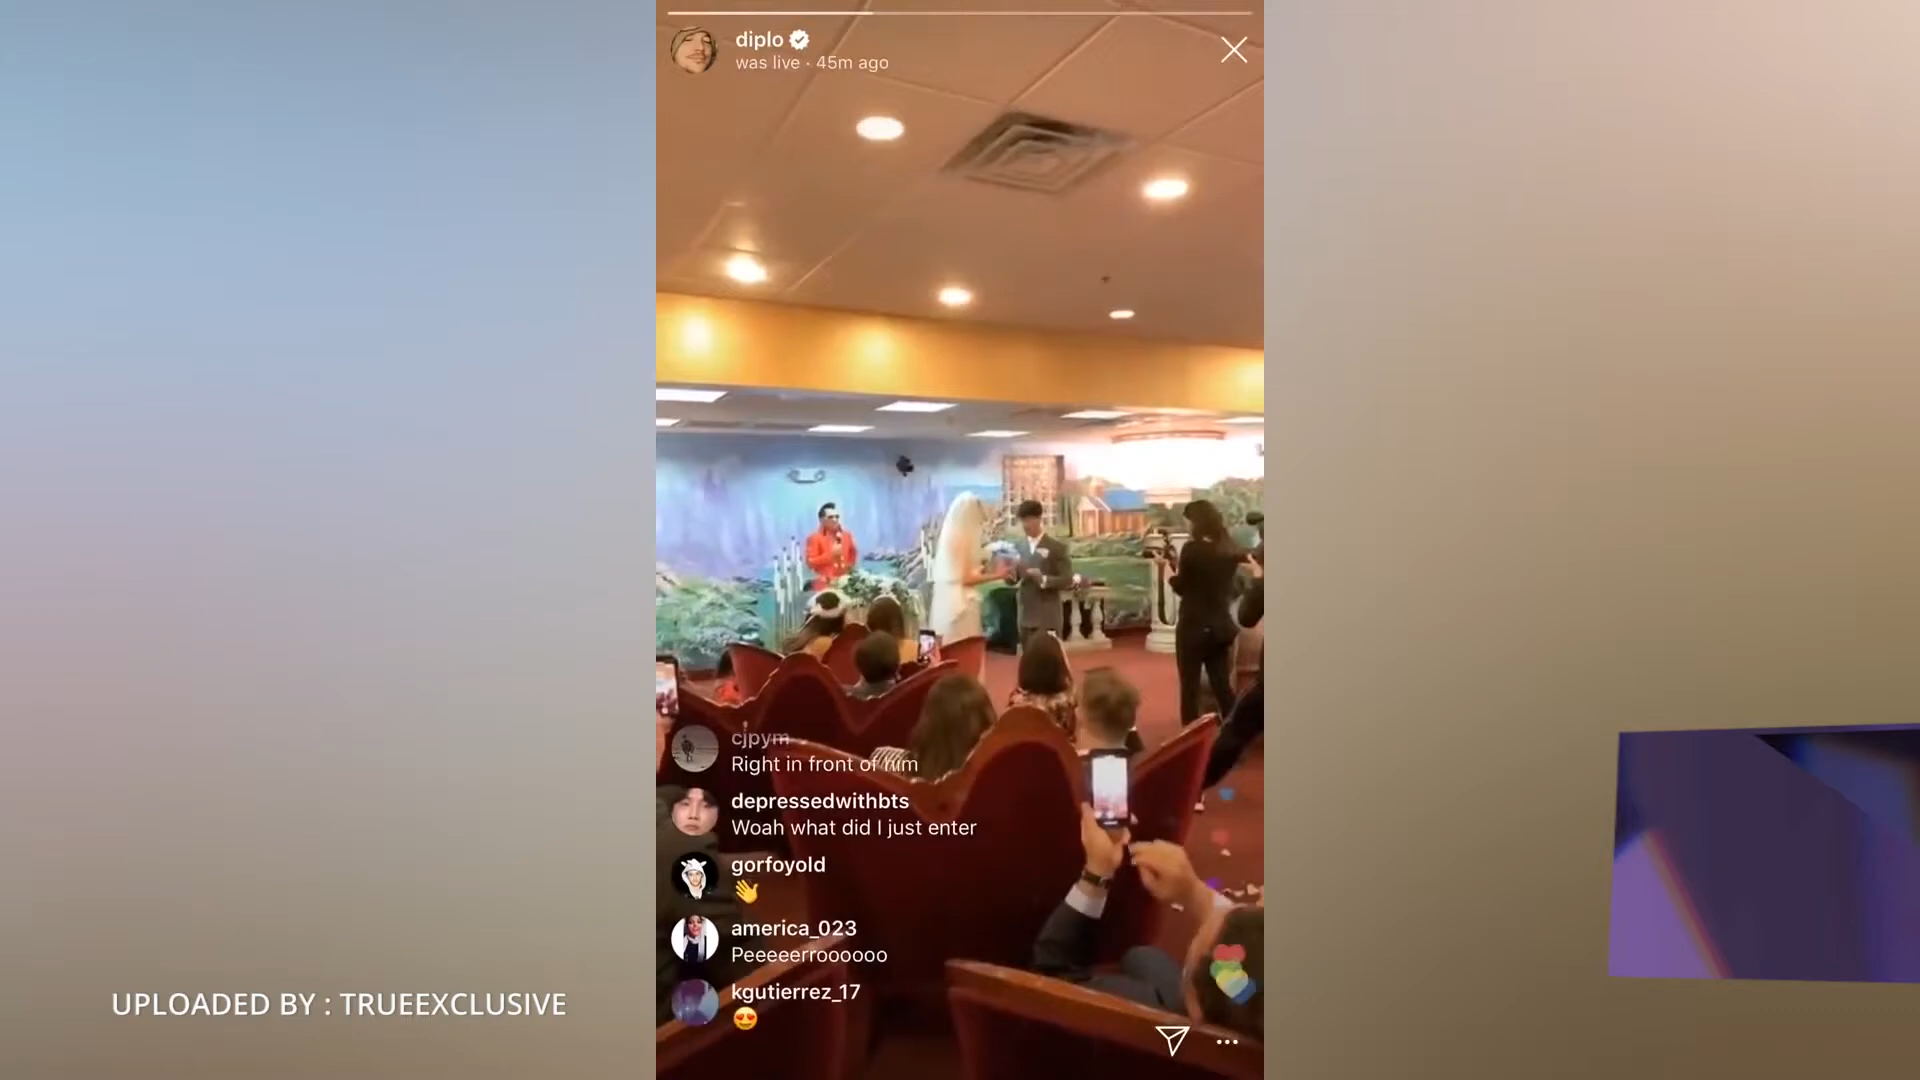 diplo
was live · 45m ago
cjpym
Right in front of him
depressedwithbts
Woah what did I just enter
gorfoyold
👋
america_023
Peeeeerroooooo
kgutierrez_17
😍
UPLOADED BY : TRUEEXCLUSIVE